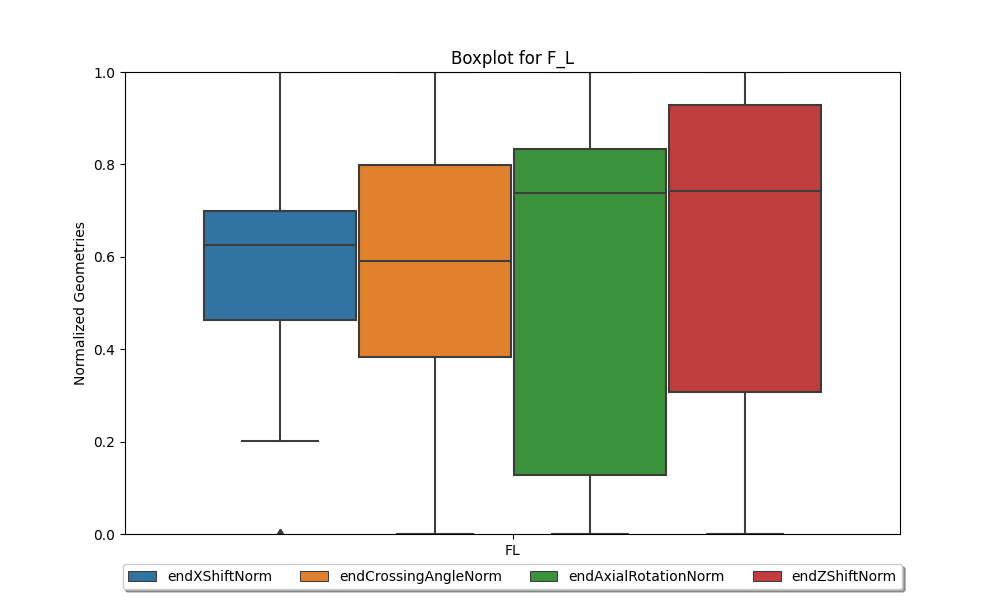 Boxplot for F_L
1.0
0.8
0.6
0.4
0.2
0.0
Normalized Geometries
FL
endXShiftNorm endCrossingAngleNorm endAxialRotationNorm endZShiftNorm